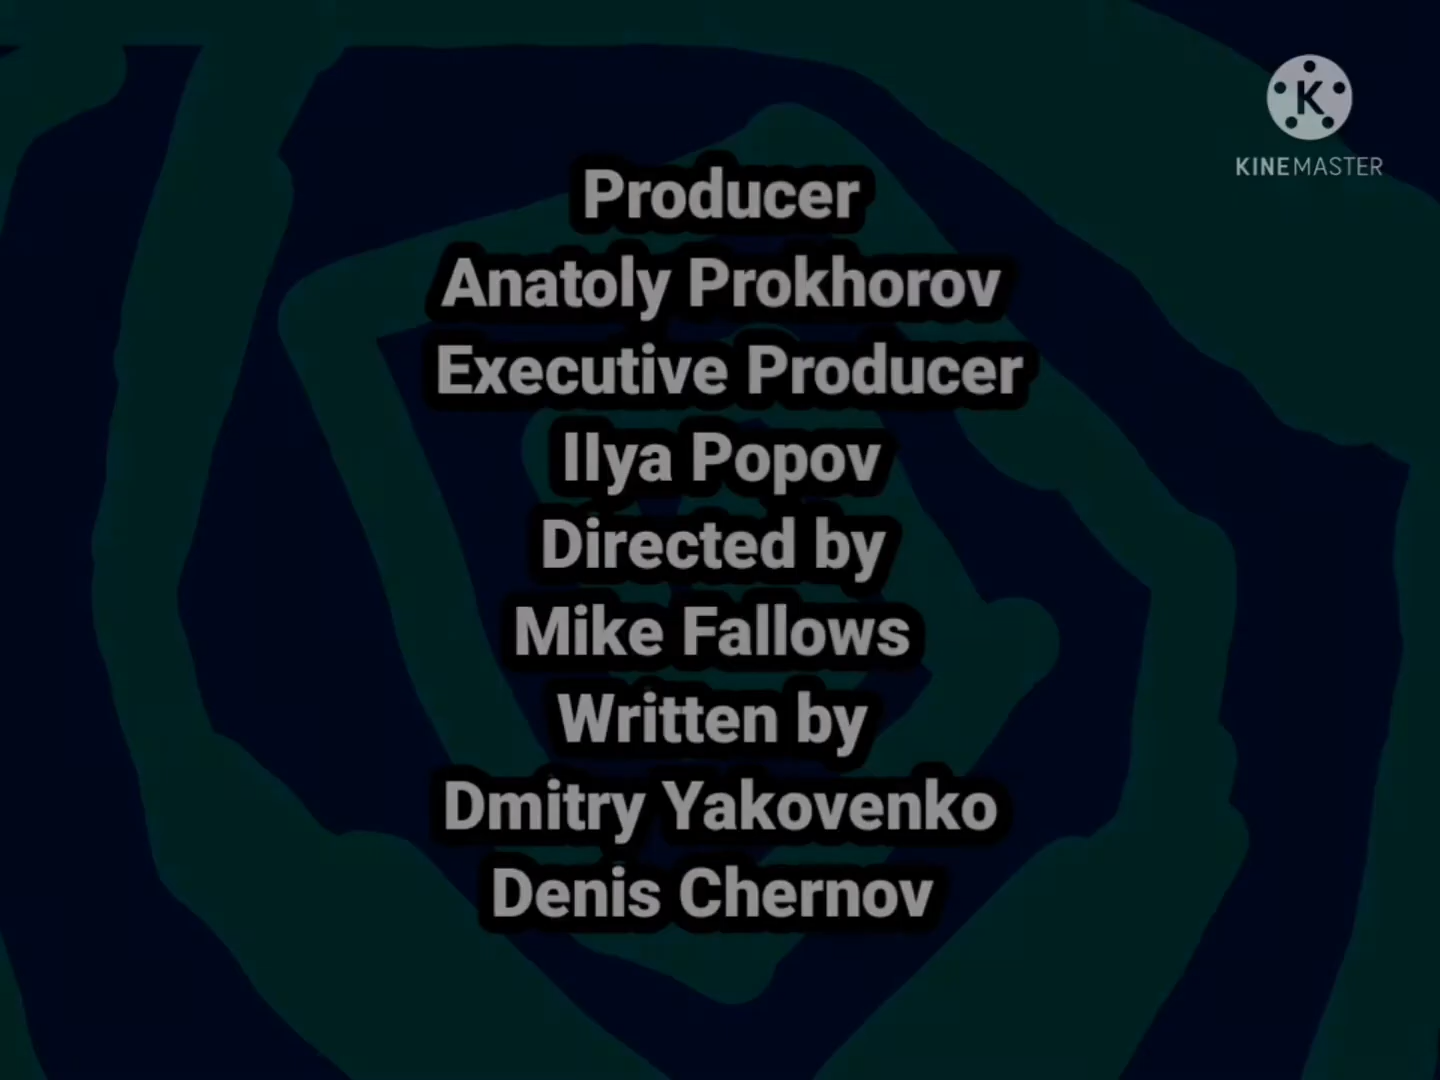 KINEMASTER
Producer
Anatoly Prokhorov
Executive Producer
Ilya Popov
Directed by
Mike Fallows
Written by
Dmitry Yakovenko
Denis Chernov